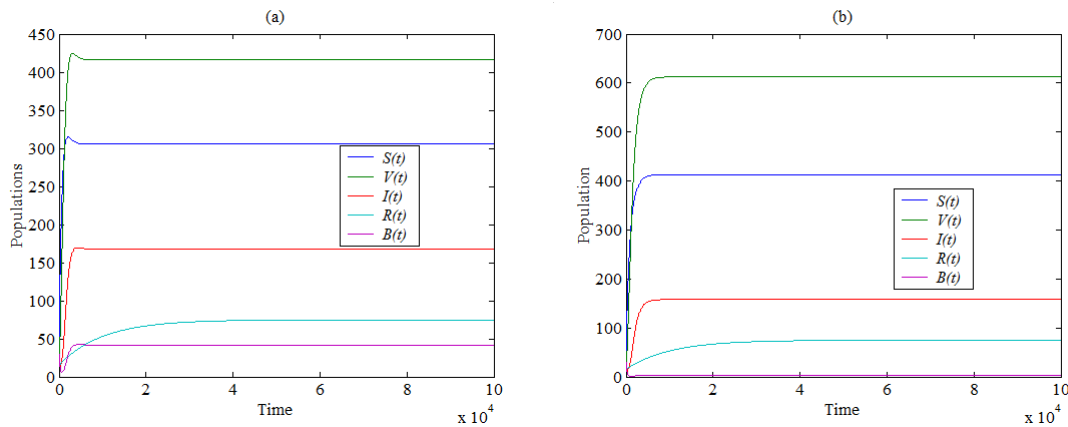 (a)
450
400
350
300
250
200
150
100
50
0
Populations
S(t)
V(t)
I(t)
R(t)
B(t)
0 2 4 6 8 10
Time
x 10^4
(b)
700
600
500
400
300
200
100
0
Population
S(t)
V(t)
I(t)
R(t)
B(t)
0 2 4 6 8 10
Time
x 10^4